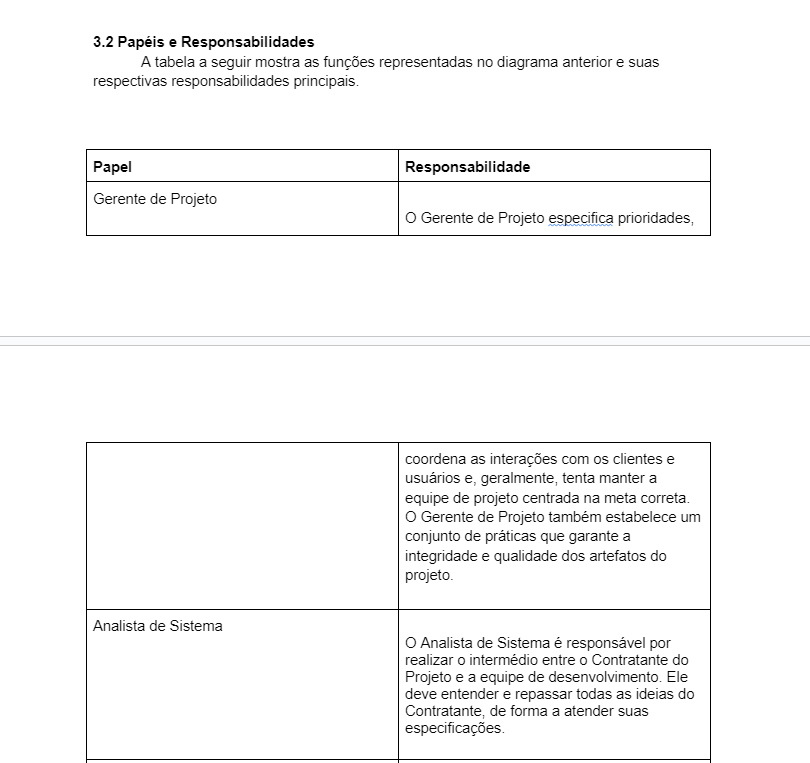 3.2 Papéis e Responsabilidades
A tabela a seguir mostra as funções representadas no diagrama anterior e suas
respectivas responsabilidades principais.
Papel
Responsabilidade
Gerente de Projeto
O Gerente de Projeto especifica prioridades,
coordena as interações com os clientes e
usuários e, geralmente, tenta manter a
equipe de projeto centrada na meta correta.
O Gerente de Projeto também estabelece um
conjunto de práticas que garante a
integridade e qualidade dos artefatos do
projeto.
Analista de Sistema
O Analista de Sistema é responsável por
realizar o intermédio entre o Contratante do
Projeto e a equipe de desenvolvimento. Ele
deve entender e repassar todas as ideias do
Contratante, de forma a atender suas
especificações.